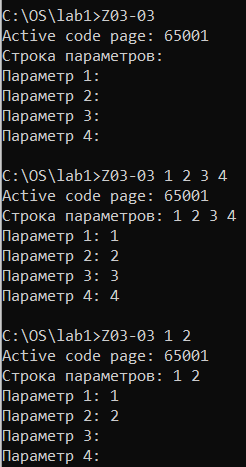 C:\OS\lab1>Z03-03
Active code page: 65001
Строка параметров:
Параметр 1:
Параметр 2:
Параметр 3:
Параметр 4:
C:\OS\lab1>Z03-03 1 2 3 4
Active code page: 65001
Строка параметров: 1 2 3 4
Параметр 1: 1
Параметр 2: 2
Параметр 3: 3
Параметр 4: 4
C:\OS\lab1>Z03-03 1 2
Active code page: 65001
Строка параметров: 1 2
Параметр 1: 1
Параметр 2: 2
Параметр 3:
Параметр 4: